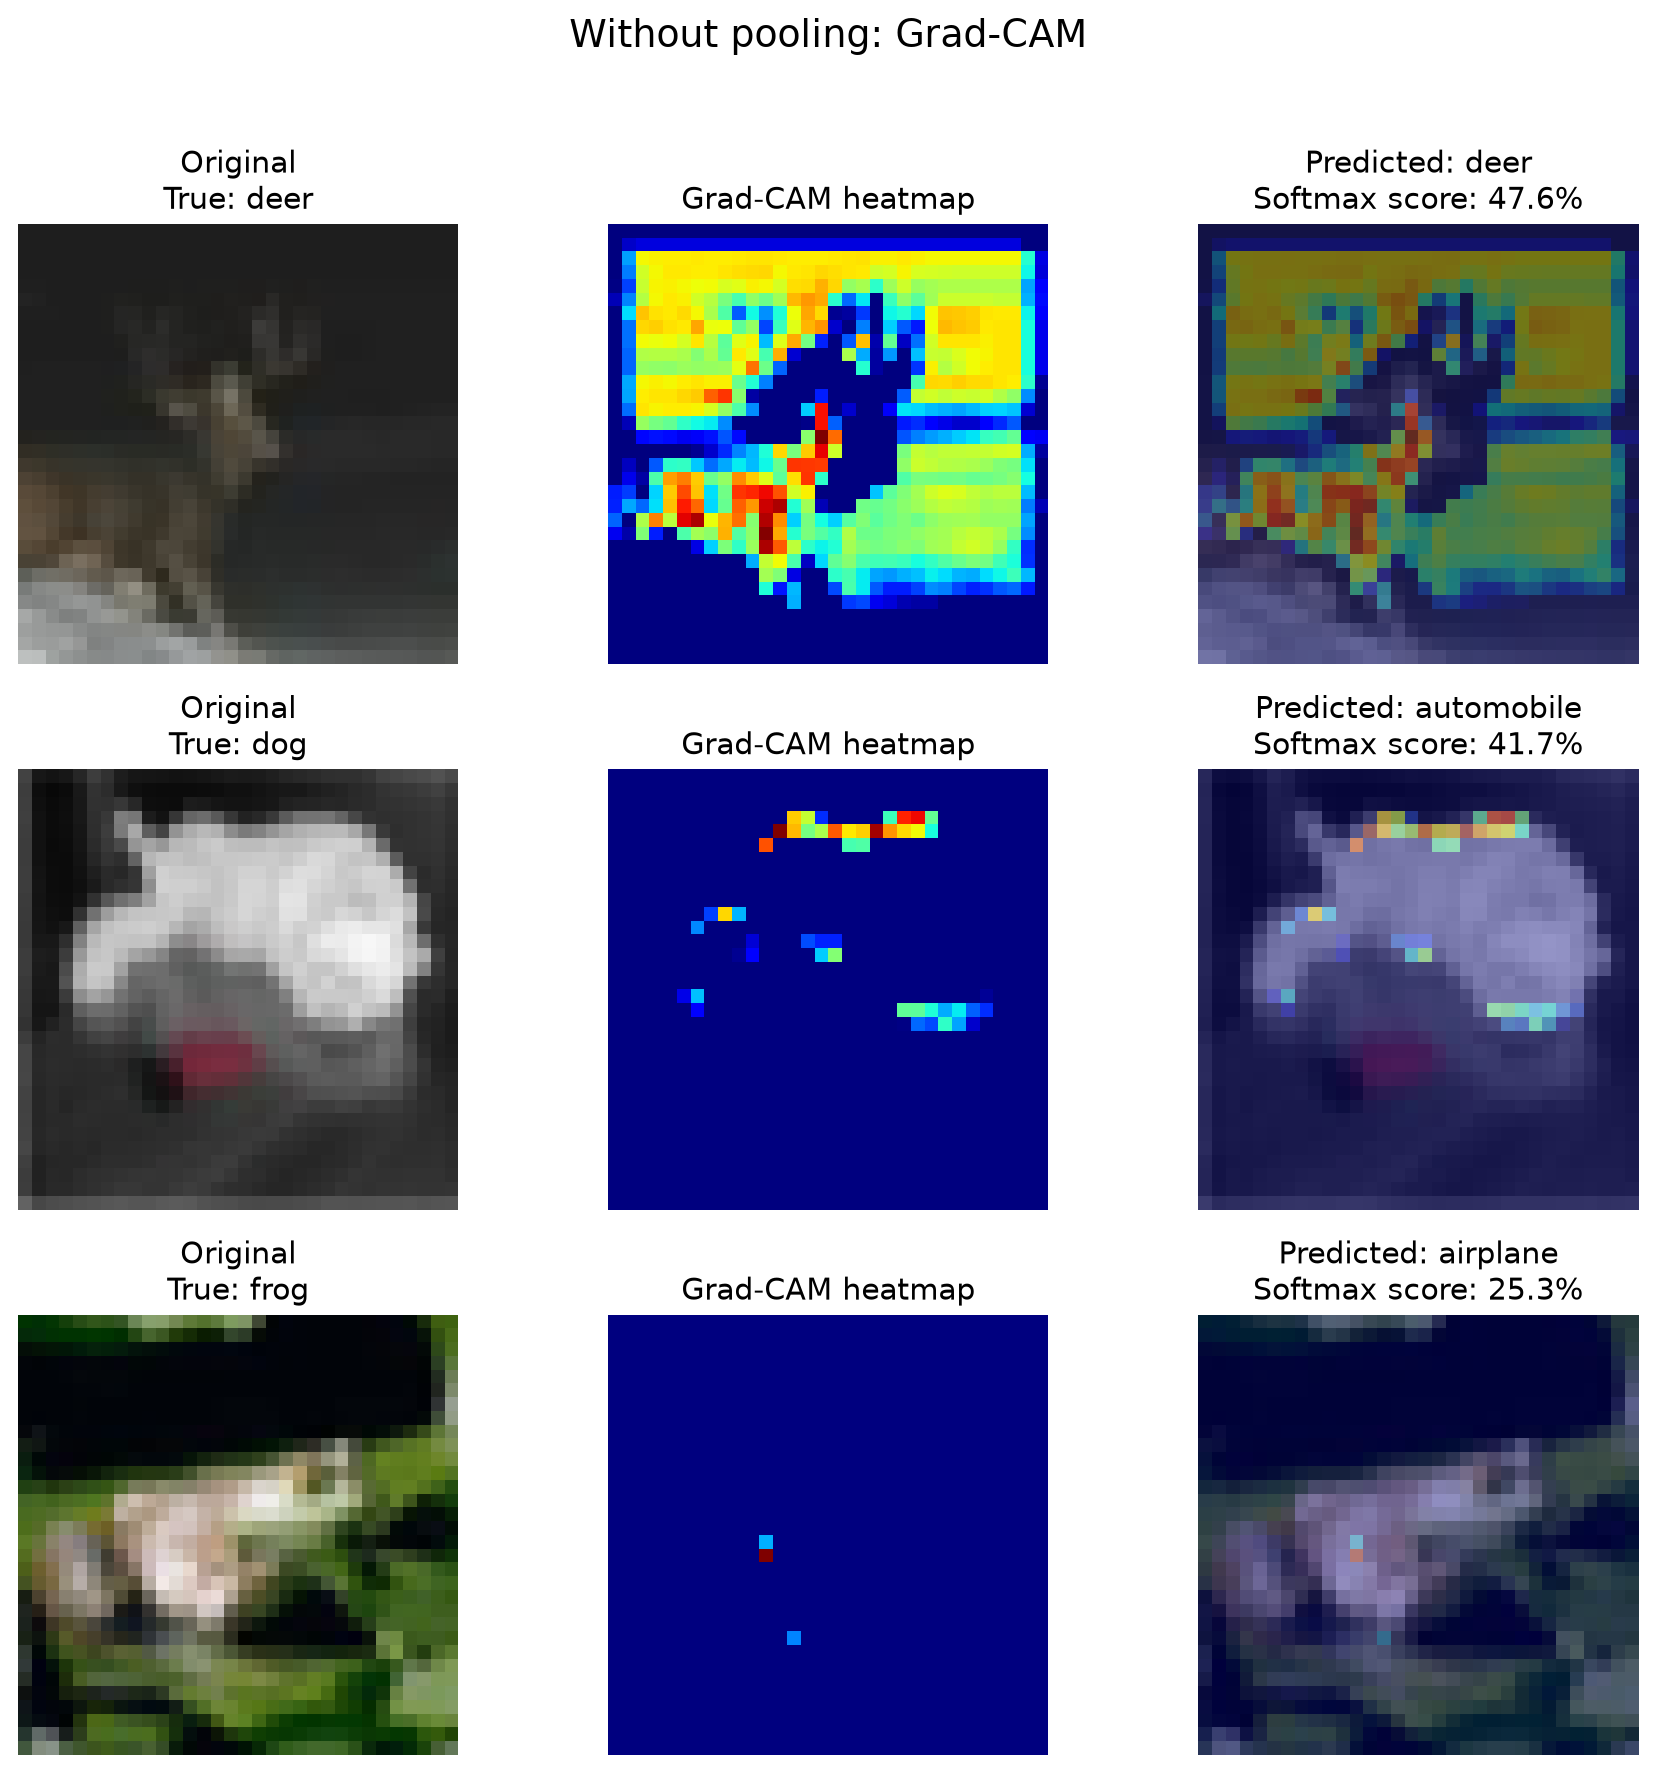 Without pooling: Grad-CAM
Original
True: deer
Grad-CAM heatmap
Predicted: deer
Softmax score: 47.6%
Original
True: dog
Grad-CAM heatmap
Predicted: automobile
Softmax score: 41.7%
Original
True: frog
Grad-CAM heatmap
Predicted: airplane
Softmax score: 25.3%